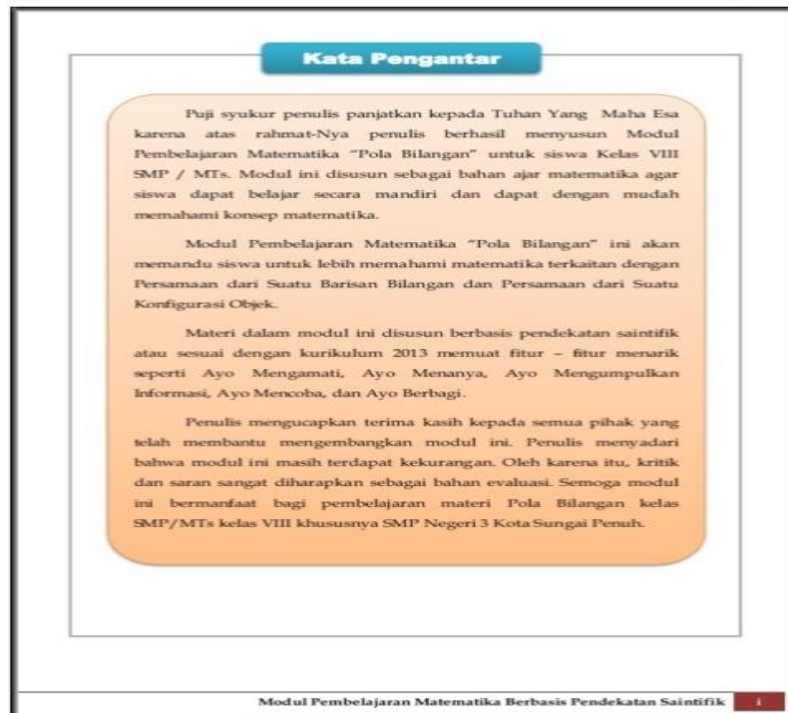 Kata Pengantar
Puji syukur penulis panjatkan kepada Tuhan Yang Maha Esa
karena atas rahmat-Nya penulis berhasil menyusun Modul
Pembelajaran Matematika “Pola Bilangan” untuk siswa Kelas VIII
SMP / MTs. Modul ini disusun sebagai bahan ajar matematika agar
siswa dapat belajar secara mandiri dan dapat dengan mudah
memahami konsep matematika.
Modul Pembelajaran Matematika “Pola Bilangan” ini akan
memandu siswa untuk lebih memahami matematika terkaitan dengan
Persamaan dari Suatu Barisan Bilangan dan Persamaan dari Suatu
Konfigurasi Objek.
Materi dalam modul ini disusun berbasis pendekatan saintifik
atau sesuai dengan kurikulum 2013 memuat fitur – fitur menarik
seperti Ayo Mengamati, Ayo Menanya, Ayo Mengumpulkan
Informasi, Ayo Mencoba, dan Ayo Berbagi.
Penulis mengucapkan terima kasih kepada semua pihak yang
telah membantu mengembangkan modul ini. Penulis menyadari
bahwa modul ini masih terdapat kekurangan. Oleh karena itu, kritik
dan saran sangat diharapkan sebagai bahan evaluasi. Semoga modul
ini bermanfaat bagi pembelajaran materi Pola Bilangan kelas
SMP/MTs kelas VIII khususnya SMP Negeri 3 Kota Sungai Penuh.
Modul Pembelajaran Matematika Berbasis Pendekatan Saintifik i